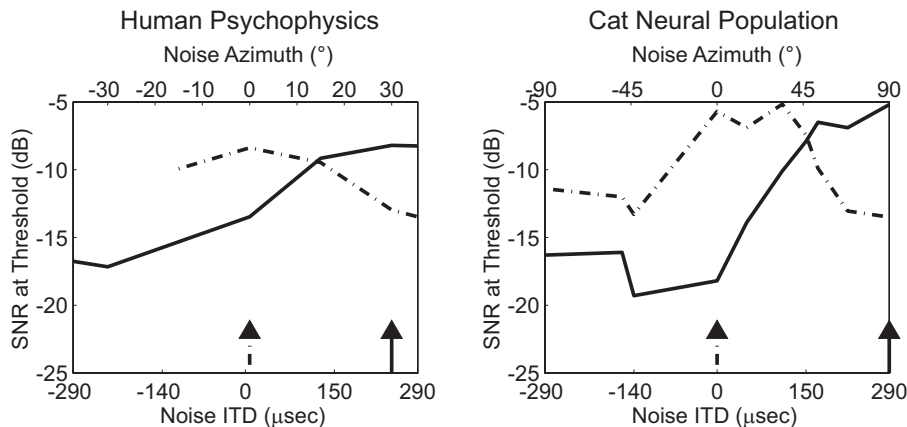 Human Psychophysics
Noise Azimuth (°)
-30 -20 -10 0 10 20 30
-5
-10
-15
-20
-25
SNR at Threshold (dB)
-290 -140 0 150 290
Noise ITD (μsec)
Cat Neural Population
Noise Azimuth (°)
-90 -45 0 45 90
-5
-10
-15
-20
-25
SNR at Threshold (dB)
-290 -140 0 150 290
Noise ITD (μsec)